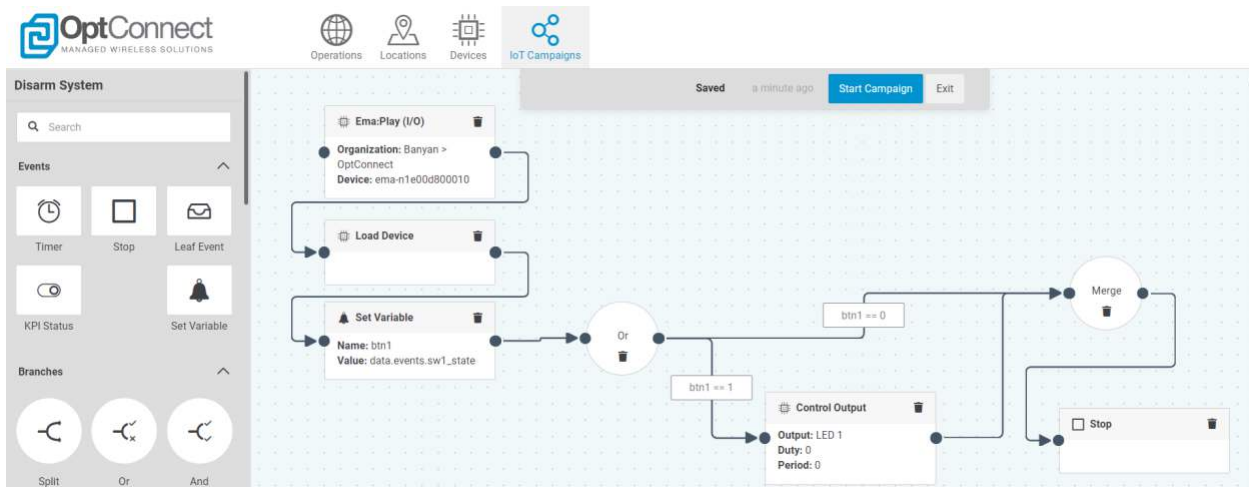 OptConnect
MANAGED WIRELESS SOLUTIONS
Operations
Locations
Devices
IoT Campaigns
Disarm System
Saved
a minute ago
Start Campaign
Exit
Search
Events
Timer
Stop
Leaf Event
KPI Status
Set Variable
Branches
Split
Or
And
Ema:Play (I/O)
Organization: Banyan >
OptConnect
Device: ema-n1e00d800010
Load Device
Set Variable
Name: btn1
Value: data.events.sw1_state
Or
btn1 == 0
btn1 == 1
Control Output
Output: LED 1
Duty: 0
Period: 0
Merge
Stop